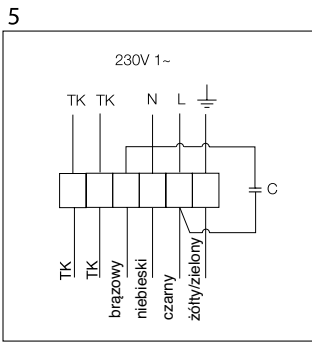 5
230V 1~
TK TK N L
C
TK
TK
brązowy
niebieski
czarny
żółty/zielony